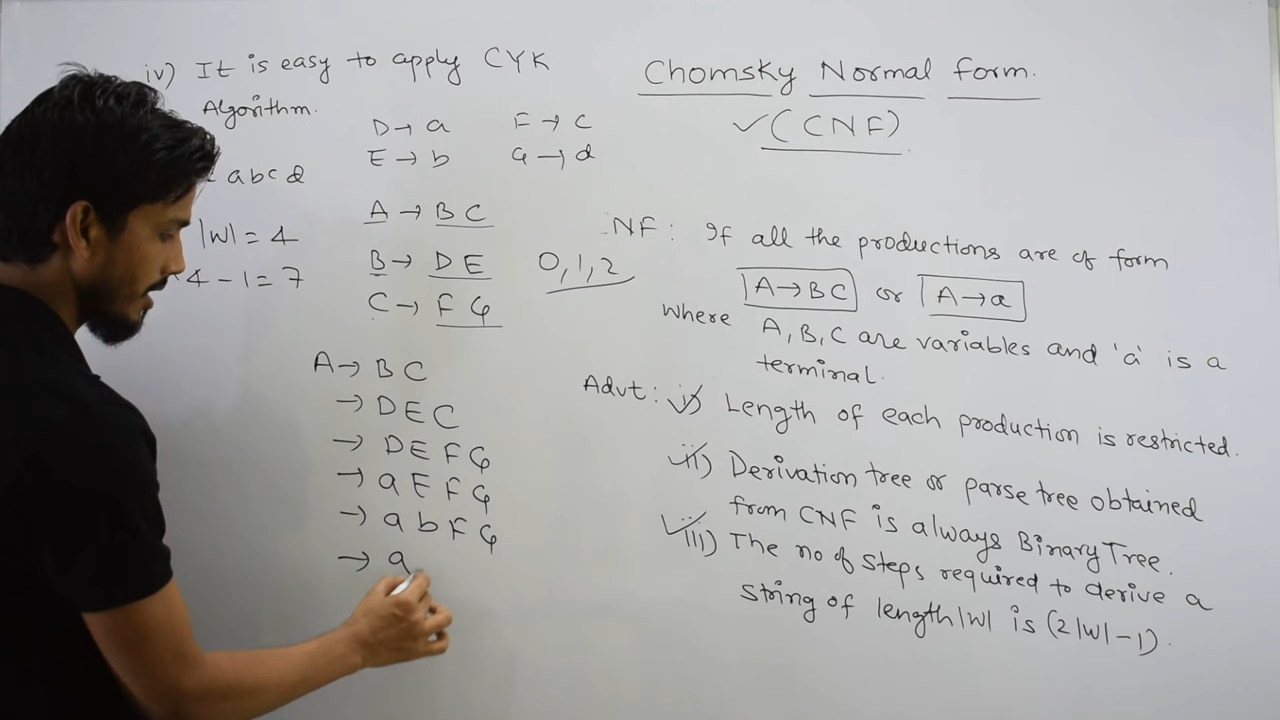 iv) It is easy to apply CYK
Algorithm.
D → a F → c
E → b G → d
abcd
|W| = 4
4 - 1 = 7
A → BC
B → DE 0, 1, 2
C → FG
A → BC
→ DEC
→ DEFG
→ aEFG
→ abFG
→ a
Chomsky Normal form.
✓(CNF)
NF : If all the productions are of form
A→BC or A→a
Where A, B, C are variables and 'a' is a
terminal.
Advt : i) Length of each production is restricted.
ii) Derivation tree or parse tree obtained
from CNF is always Binary Tree.
iii) The no of steps required to derive a
string of length |W| is (2|W| - 1).